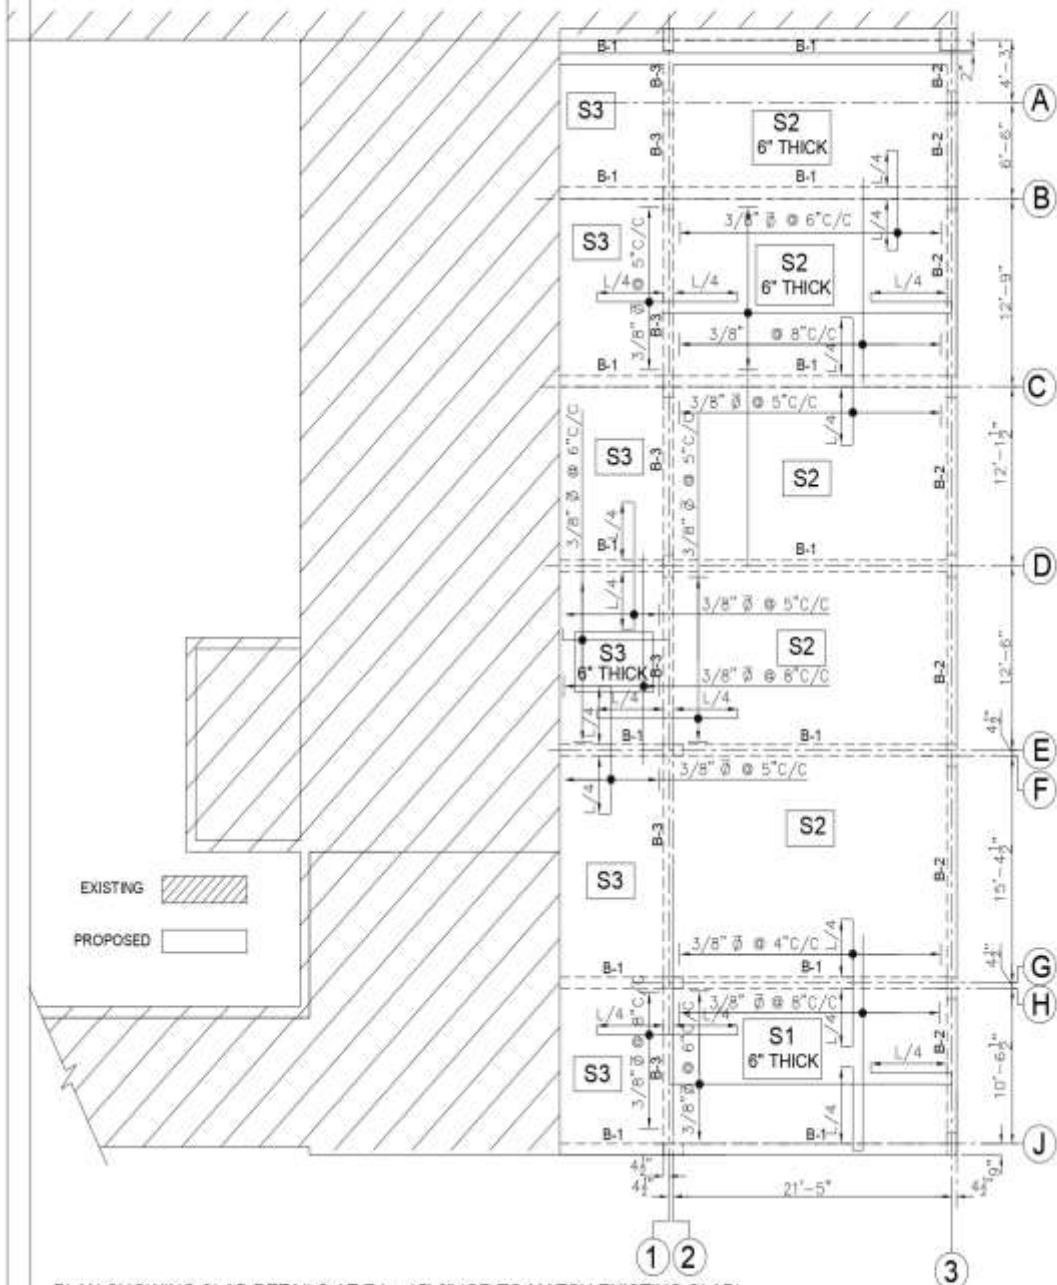 B-1
B-1
B-3
B-2
2"
4'-3"
A
S3
S2
6" THICK
B-3
B-2
6'-6"
B-1
B-1
L/4
B
3/8" Ø @ 6"C/C
L/4
S3
S2
6" THICK
B-2
12'-9"
3/8" Ø @ 5"C/C
L/4
L/4
L/4
B-3
3/8" @ 8"C/C
B-1
B-1
L/4
C
3/8" Ø @ 5"C/C
L/4
3/8" Ø @ 6"C/C
S3
B-3
3/8" Ø @ 5"C/C
S2
B-2
12'-1½"
L/4
B-1
B-1
D
L/4
3/8" Ø @ 5"C/C
S3
6" THICK
B-3
S2
B-2
12'-6"
3/8" Ø @ 8"C/C
L/4
L/4
L/4
B-1
B-1
4½"
E
3/8" Ø @ 5"C/C
L/4
F
S2
B-3
B-2
15'-4½"
S3
EXISTING
PROPOSED
3/8" Ø @ 4"C/C
L/4
B-1
B-1
4½"
G
3/8" Ø @ 8"C/C
H
L/4
L/4
L/4
3/8" Ø @ 8"C/C
3/8" Ø @ 6"C/C
S1
6" THICK
B-2
10'-6½"
L/4
S3
B-3
L/4
B-1
B-1
J
4½"
4½"
21'-5"
4½"
9"
1
2
3